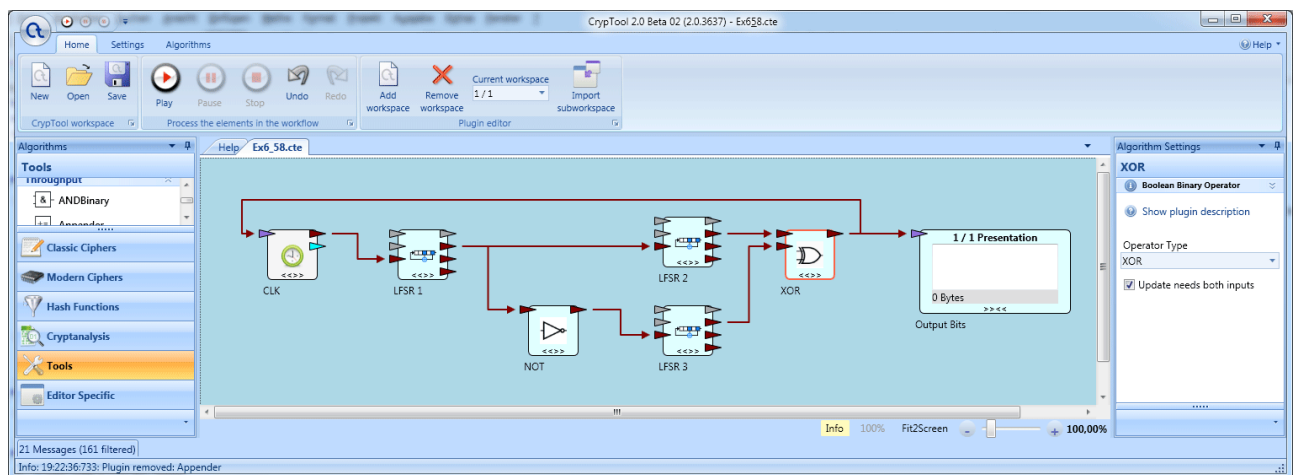 CrypTool 2.0 Beta 02 (2.0.3637) - Ex6_58.cte
Home Settings Algorithms
Help
New Open Save
Play Pause Stop Undo Redo
Add workspace
Remove workspace
Current workspace
1 / 1
Import subworkspace
CrypTool workspace
Process the elements in the workflow
Plugin editor
Algorithms
Tools
Throughput
& ANDBinary
Appender
Classic Ciphers
Modern Ciphers
Hash Functions
Cryptanalysis
Tools
Editor Specific
Help Ex6_58.cte
<<>>
CLK
<<>>
LFSR 1
<<>>
LFSR 2
<<>>
XOR
1 / 1 Presentation
0 Bytes
>><<
Output Bits
<<>>
NOT
<<>>
LFSR 3
Info 100% Fit2Screen - + 100,00%
Algorithm Settings
XOR
Boolean Binary Operator
Show plugin description
Operator Type
XOR
Update needs both inputs
21 Messages (161 filtered)
Info: 19:22:36:733: Plugin removed: Appender